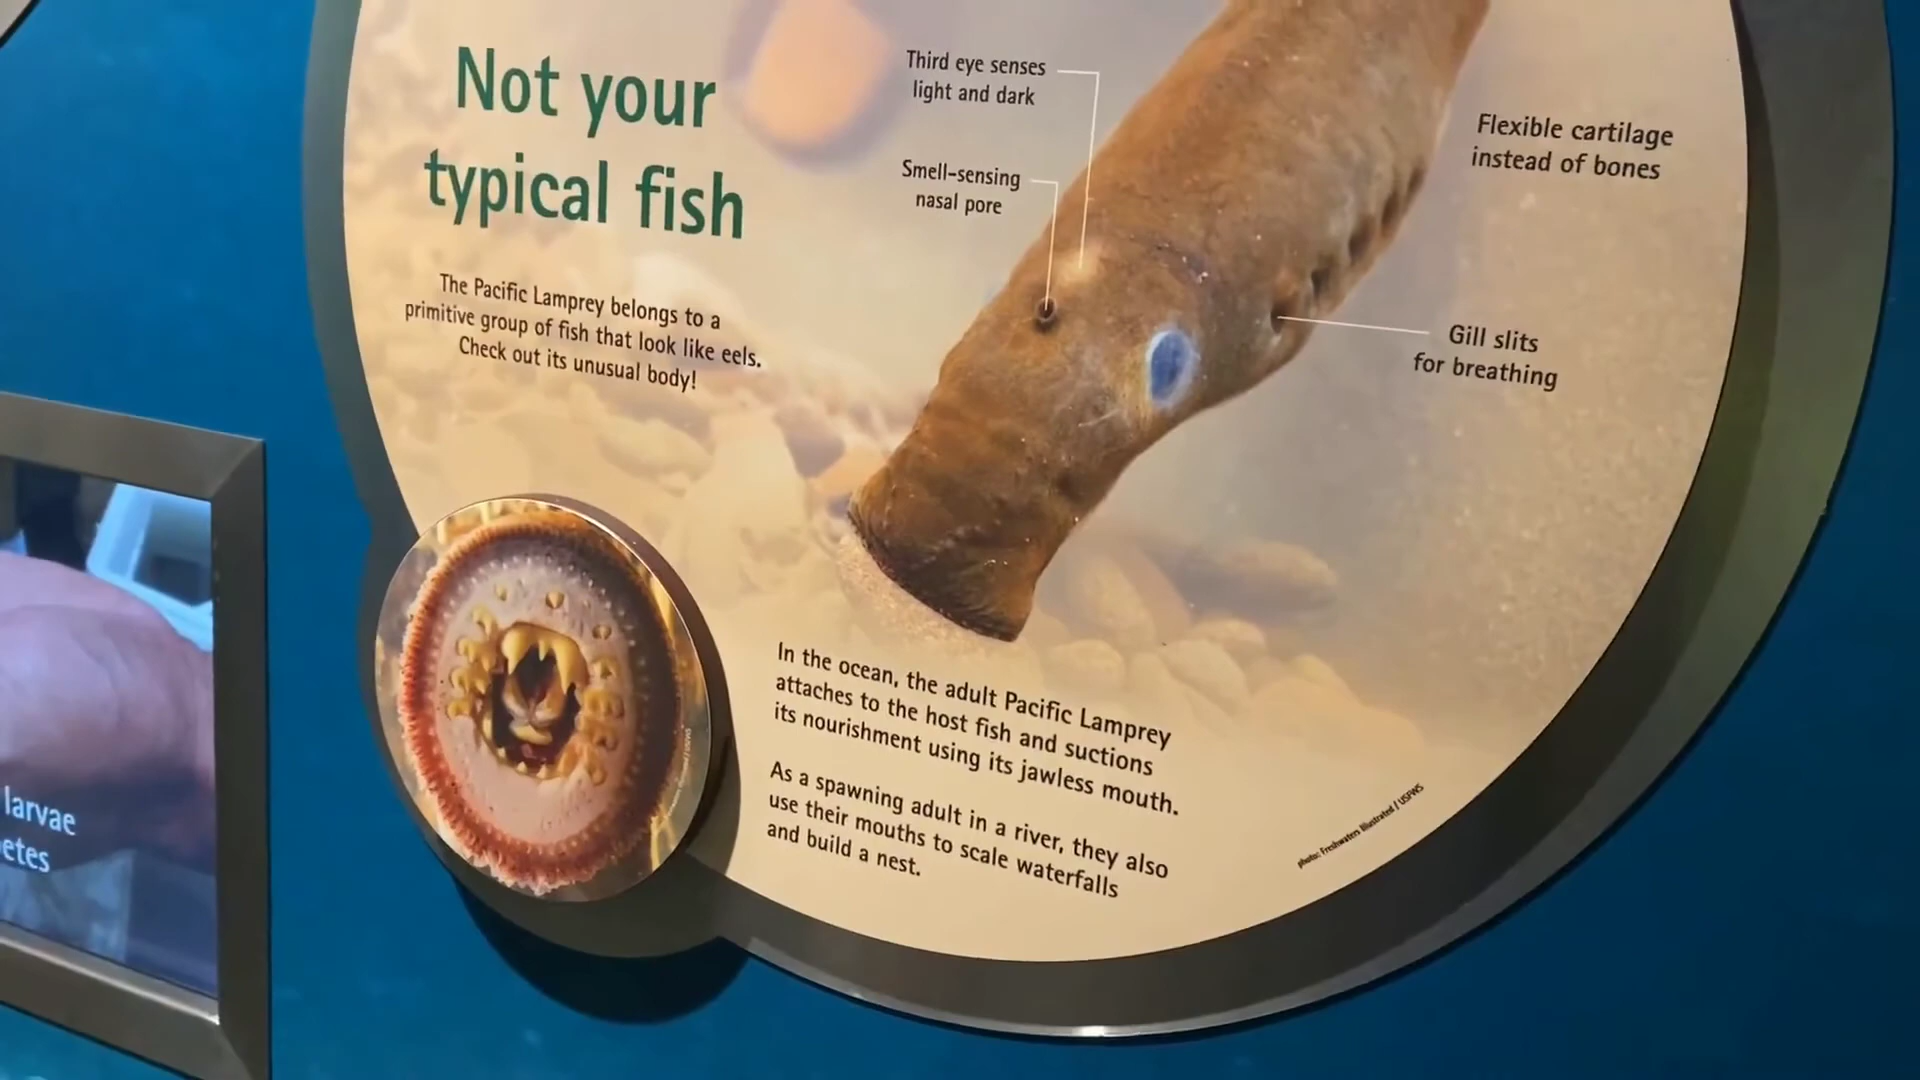 Not your
typical fish
The Pacific Lamprey belongs to a
primitive group of fish that look like eels.
Check out its unusual body!
Third eye senses
light and dark
Smell-sensing
nasal pore
Flexible cartilage
instead of bones
Gill slits
for breathing
In the ocean, the adult Pacific Lamprey
attaches to the host fish and suctions
its nourishment using its jawless mouth.
As a spawning adult in a river, they also
use their mouths to scale waterfalls
and build a nest.
photo: Freshwaters Illustrated / USFWS
larvae
etes